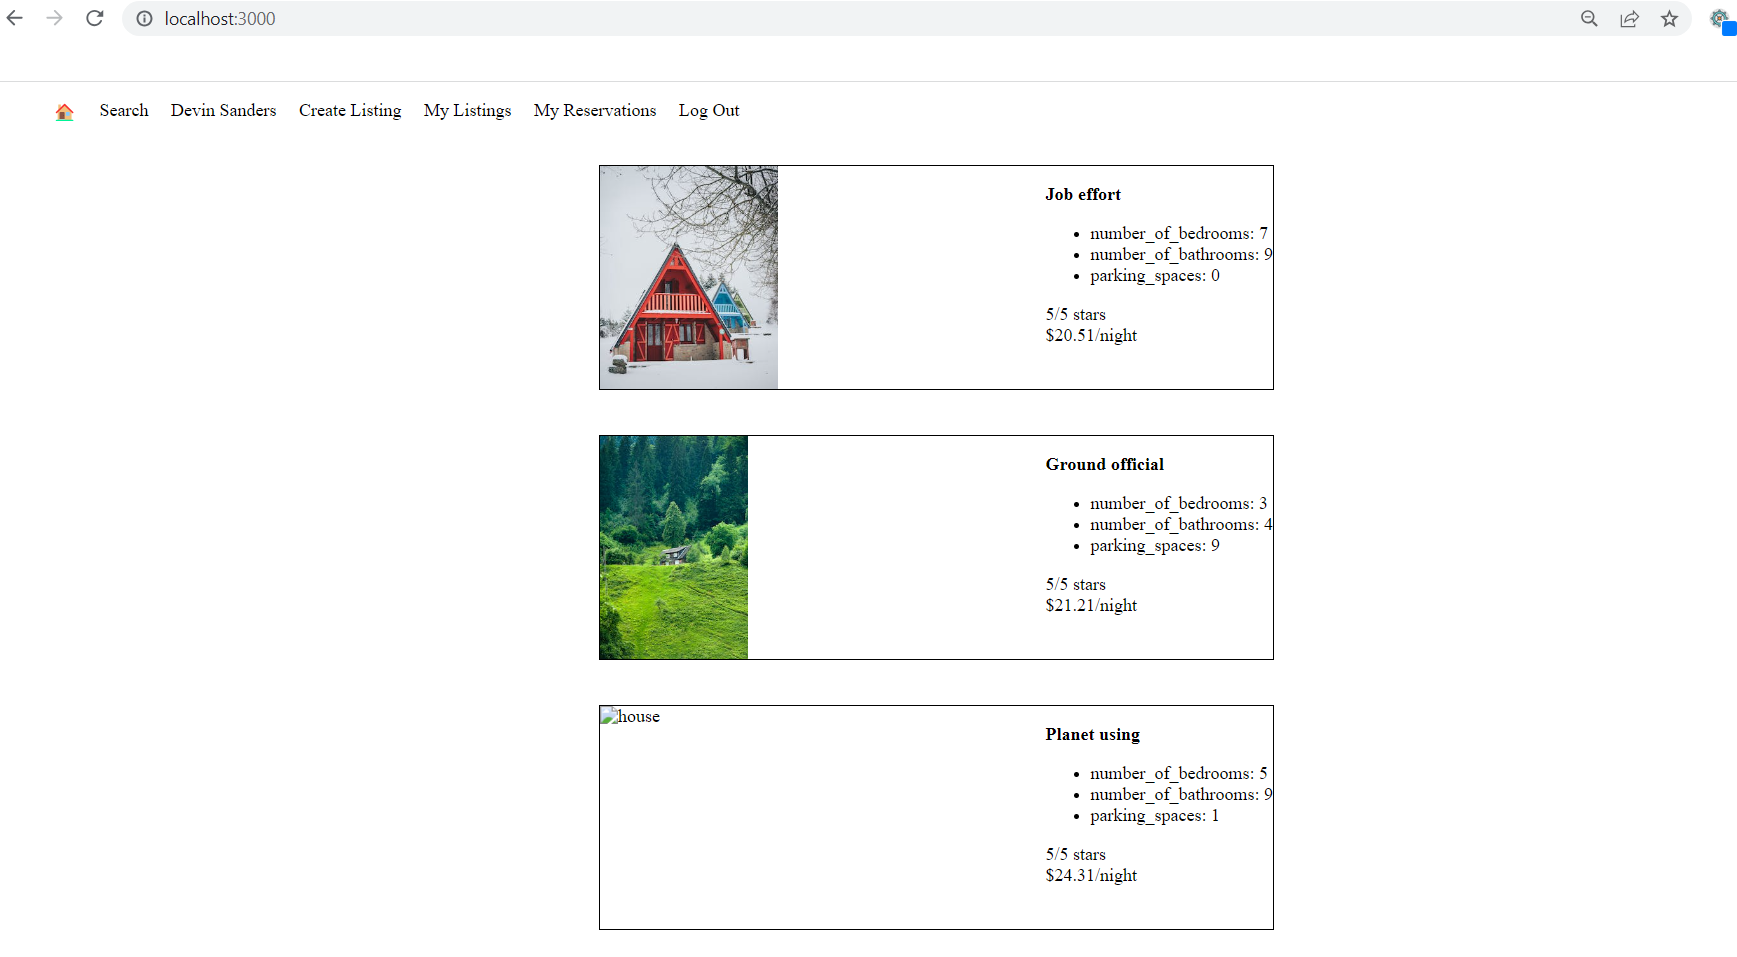 localhost:3000
Search Devin Sanders Create Listing My Listings My Reservations Log Out
Job effort
number_of_bedrooms: 7
number_of_bathrooms: 9
parking_spaces: 0
5/5 stars
$20.51/night
Ground official
number_of_bedrooms: 3
number_of_bathrooms: 4
parking_spaces: 9
5/5 stars
$21.21/night
house
Planet using
number_of_bedrooms: 5
number_of_bathrooms: 9
parking_spaces: 1
5/5 stars
$24.31/night